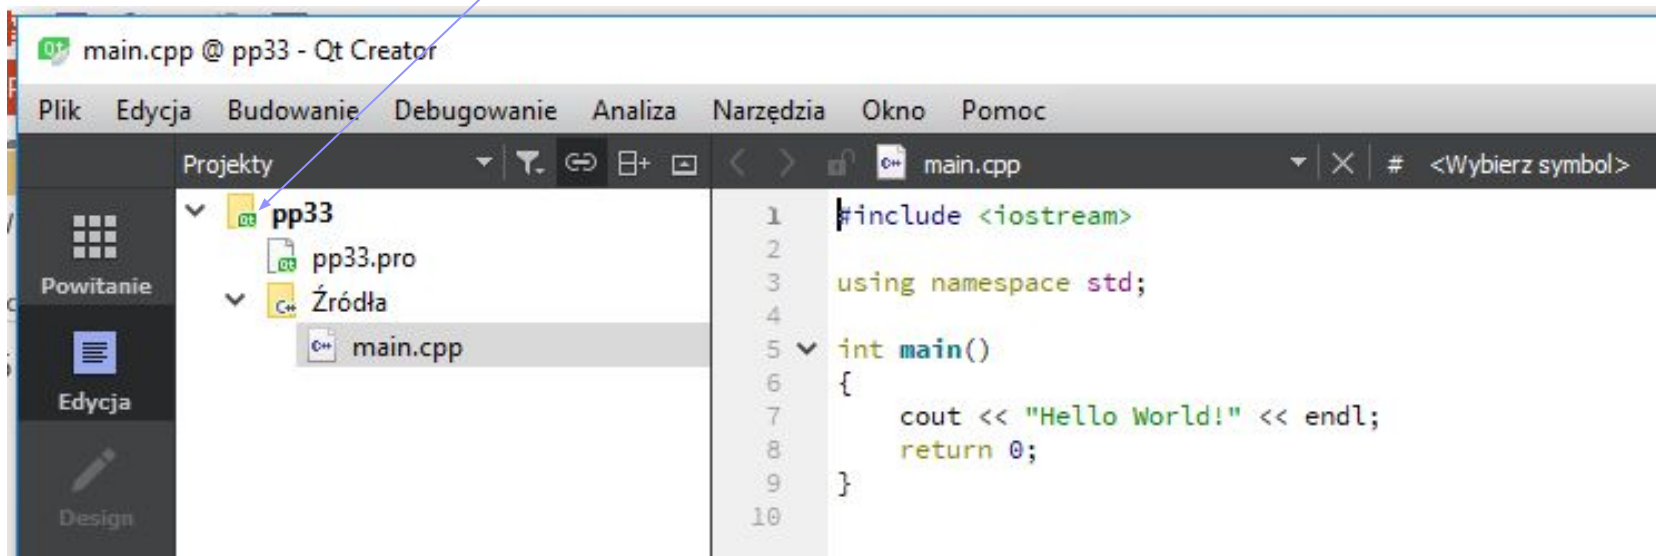 main.cpp @ pp33 - Qt Creator
Plik Edycja Budowanie Debugowanie Analiza Narzędzia Okno Pomoc
Projekty
main.cpp
# <Wybierz symbol>
Powitanie
Edycja
Design
pp33
pp33.pro
Źródła
main.cpp
1 #include <iostream>
2
3 using namespace std;
4
5 int main()
6 {
7 cout << "Hello World!" << endl;
8 return 0;
9 }
10